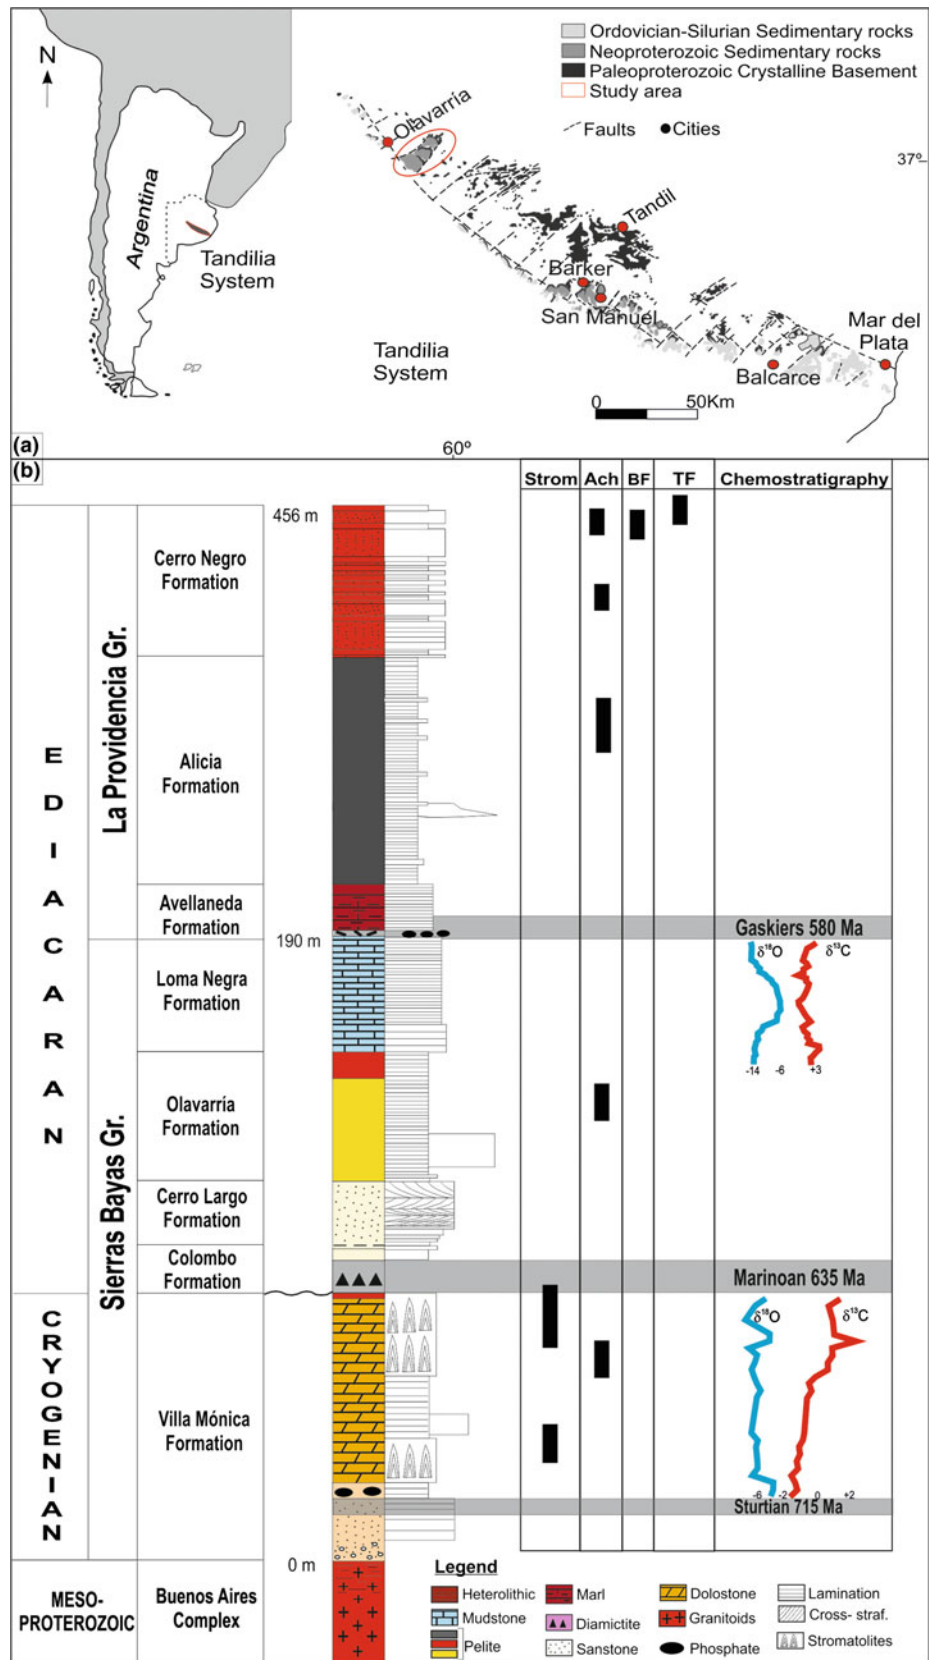 N
Argentina
Tandilia
System
Ordovician-Silurian Sedimentary rocks
Neoproterozoic Sedimentary rocks
Paleoproterozoic Crystalline Basement
Study area
Faults
Cities
37º
Olavarría
Tandil
Barker
San Manuel
Mar del
Plata
Balcarce
Tandilia
System
0
50Km
(a)
60º
(b)
Strom
Ach
BF
TF
Chemostratigraphy
456 m
Cerro Negro
Formation
La Providencia Gr.
EDIACARAN
Alicia
Formation
Avellaneda
Formation
Gaskiers 580 Ma
190 m
Loma Negra
Formation
δ¹⁸O
δ¹³C
-14
-6
+3
Olavarría
Formation
Sierras Bayas Gr.
Cerro Largo
Formation
Colombo
Formation
Marinoan 635 Ma
CRYOGENIAN
δ¹⁸O
δ¹³C
Villa Mónica
Formation
-6
-2
0
+2
Sturtian 715 Ma
0 m
MESO-
PROTEROZOIC
Buenos Aires
Complex
Legend
Heterolithic
Marl
Dolostone
Lamination
Mudstone
Diamictite
Granitoids
Cross- straf.
Pelite
Sanstone
Phosphate
Stromatolites